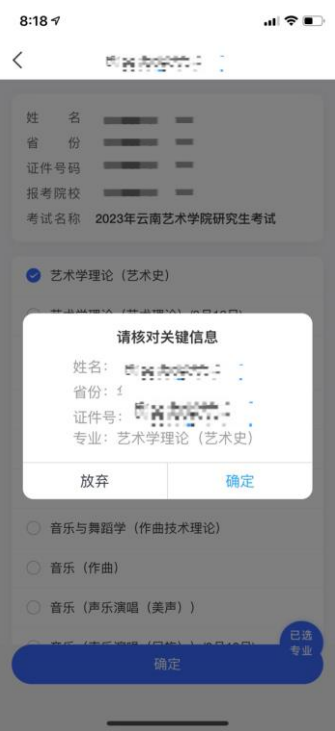 8:18
姓 名
省 份
证件号码
报考院校
考试名称 2023年云南艺术学院研究生考试
艺术学理论（艺术史）
请核对关键信息
姓名：
省份：
证件号：
专业：艺术学理论（艺术史）
放弃 确定
音乐与舞蹈学（作曲技术理论）
音乐（作曲）
音乐（声乐演唱（美声））
已选
专业
确定